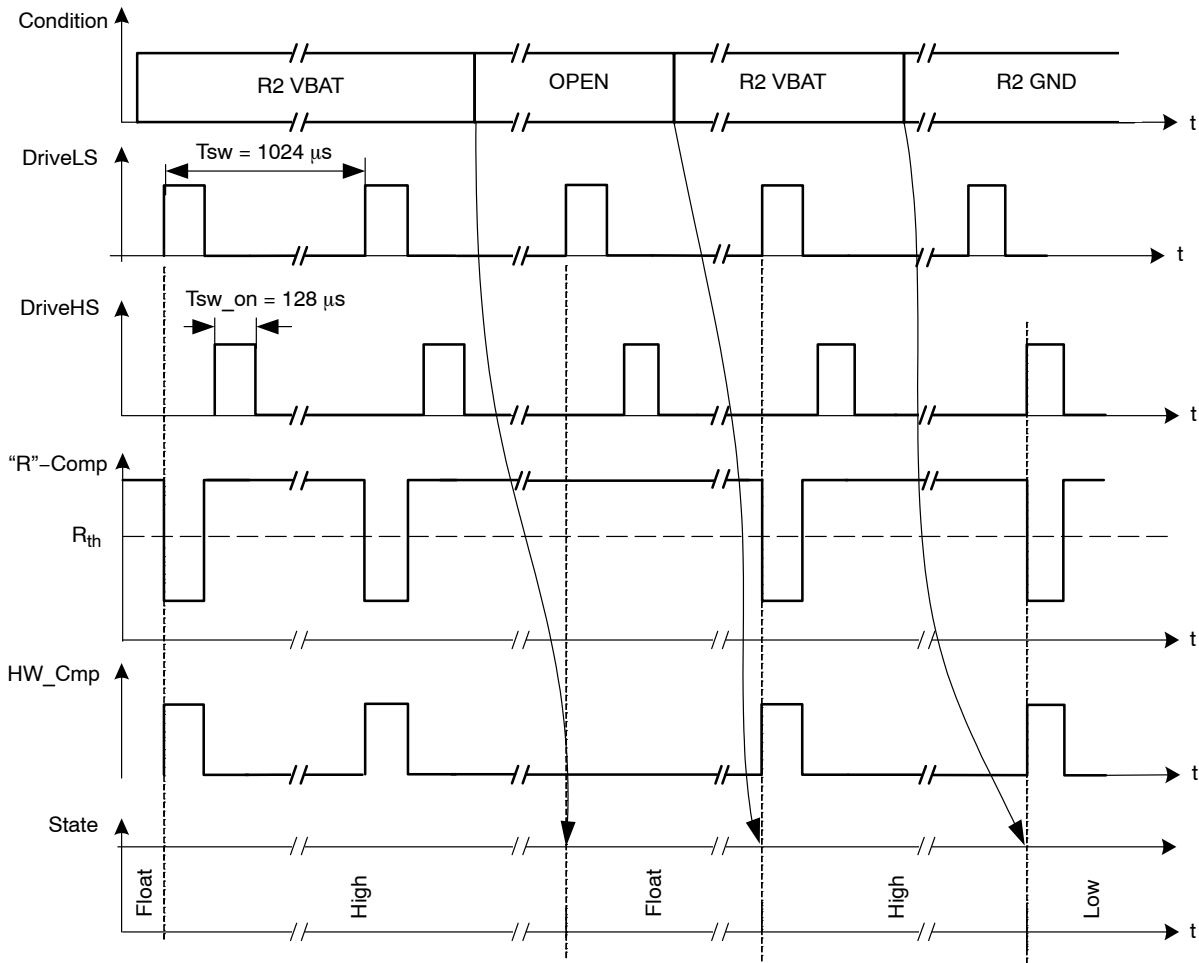 Condition
R2 VBAT
OPEN
R2 VBAT
R2 GND
t
DriveLS
Tsw = 1024 μs
t
DriveHS
Tsw_on = 128 μs
t
“R”−Comp
Rth
t
HW_Cmp
t
State
Float
High
Float
High
Low
t